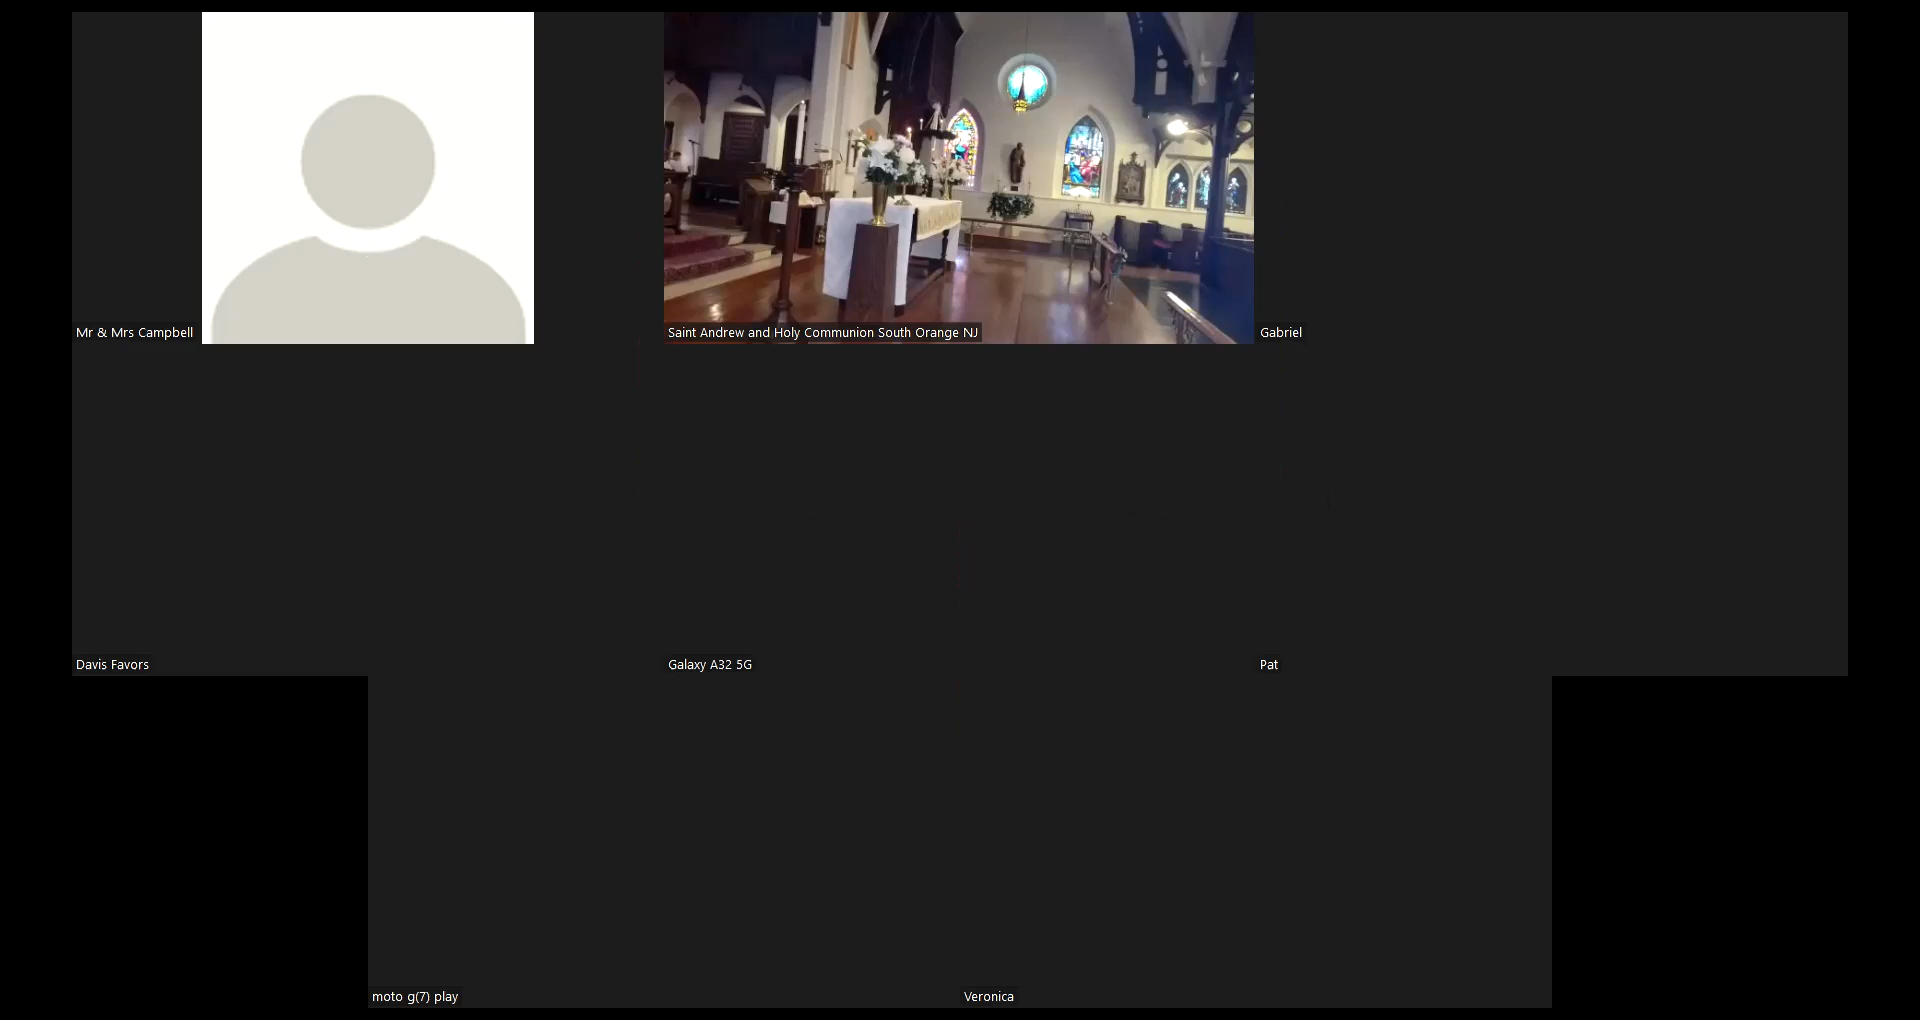 Mr & Mrs Campbell
Saint Andrew and Holy Communion South Orange NJ
Gabriel
Davis Favors
Galaxy A32 5G
Pat
moto g(7) play
Veronica